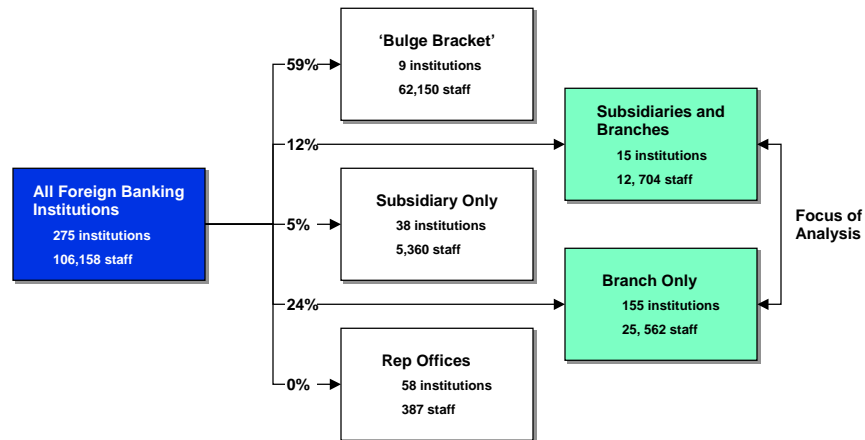 All Foreign Banking
Institutions
275 institutions
106,158 staff
59%
‘Bulge Bracket’
9 institutions
62,150 staff
12%
Subsidiaries and
Branches
15 institutions
12, 704 staff
5%
Subsidiary Only
38 institutions
5,360 staff
24%
Branch Only
155 institutions
25, 562 staff
0%
Rep Offices
58 institutions
387 staff
Focus of
Analysis